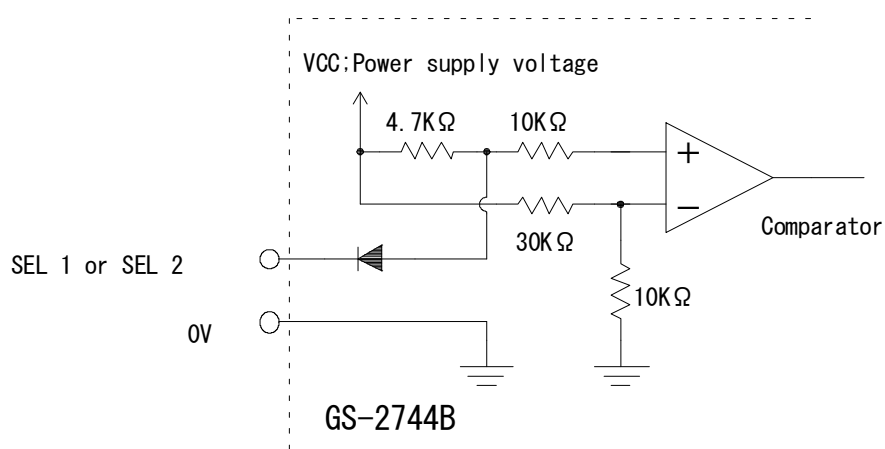 VCC;Power supply voltage
4.7KΩ
10KΩ
+
−
Comparator
30KΩ
SEL 1 or SEL 2
10KΩ
0V
GS-2744B